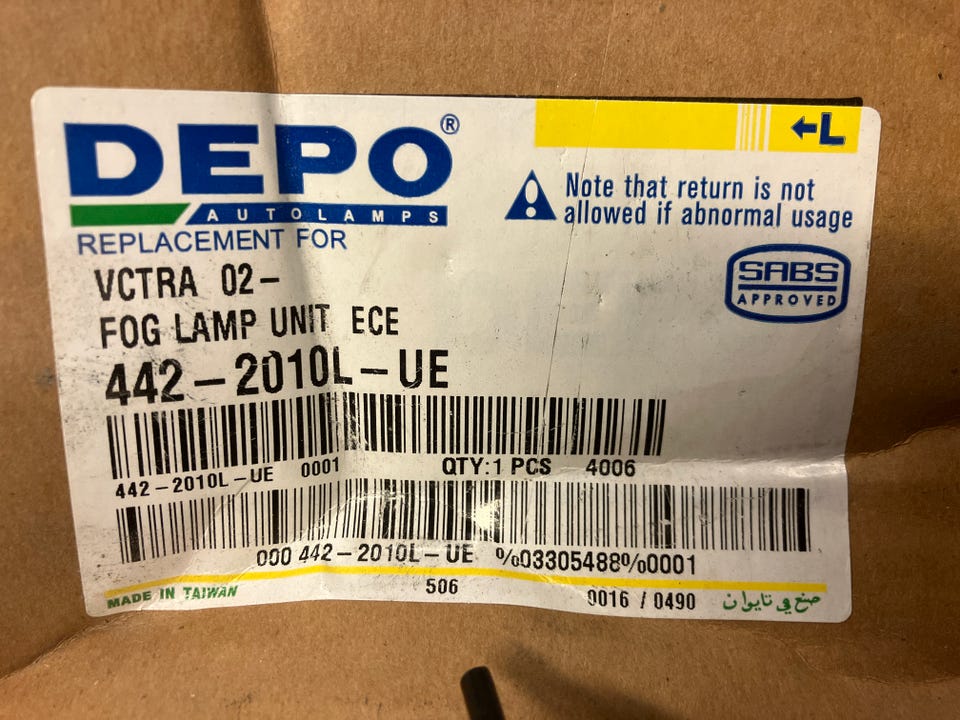 DEPO®
AUTOLAMPS
REPLACEMENT FOR
←L
Note that return is not
allowed if abnormal usage
SABS
APPROVED
VCTRA 02-
FOG LAMP UNIT ECE
442-2010L-UE
442-2010L-UE 0001 QTY:1 PCS 4006
000 442-2010L-UE %03305488%0001
MADE IN TAIWAN 506 0016 / 0490 صنع في تايوان